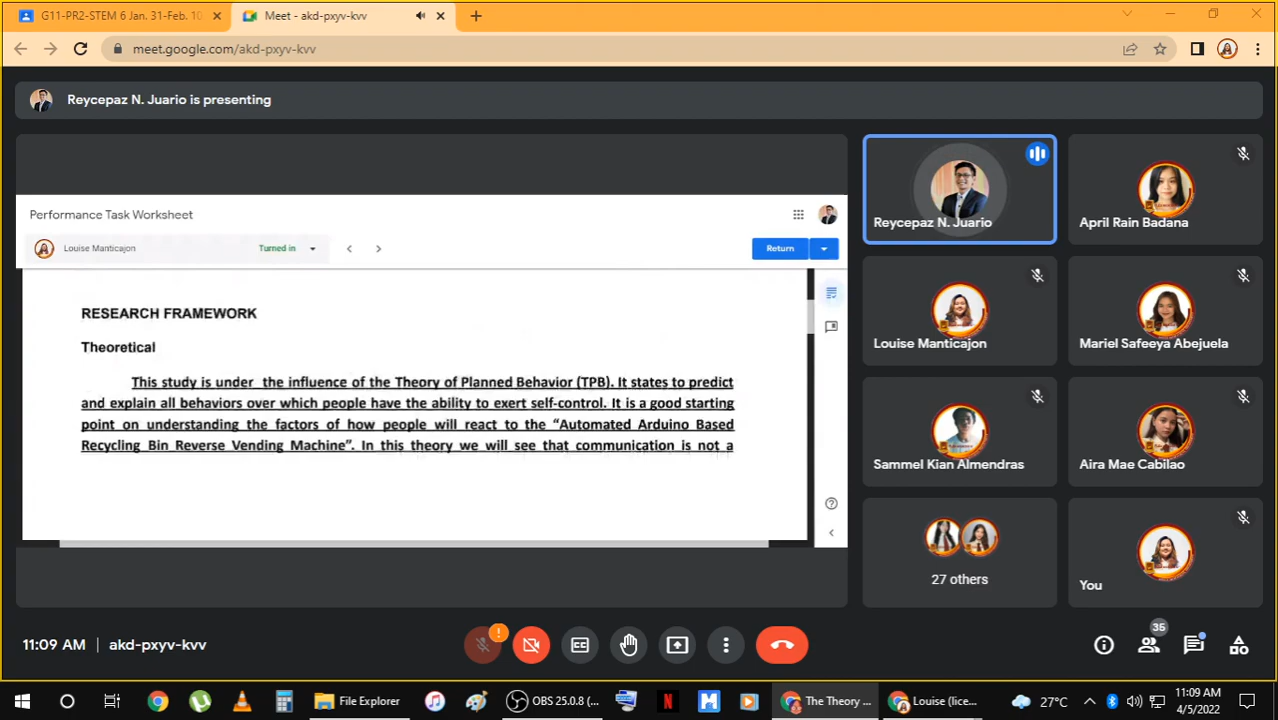 G11-PR2-STEM 6 Jan. 31-Feb. 10
Meet - akd-pxyv-kvv
meet.google.com/akd-pxyv-kvv
Reycepaz N. Juario is presenting
Performance Task Worksheet
Louise Manticajon
Turned in
Return
RESEARCH FRAMEWORK
Theoretical
This study is under the influence of the Theory of Planned Behavior (TPB). It states to predict
and explain all behaviors over which people have the ability to exert self-control. It is a good starting
point on understanding the factors of how people will react to the “Automated Arduino Based
Recycling Bin Reverse Vending Machine”. In this theory we will see that communication is not a
Reycepaz N. Juario
April Rain Badana
Louise Manticajon
Mariel Safeeya Abejuela
Sammel Kian Almendras
Aira Mae Cabilao
27 others
You
11:09 AM | akd-pxyv-kvv
35
File Explorer
OBS 25.0.8 (...
The Theory ...
Louise (lice...
27°C
11:09 AM
4/5/2022